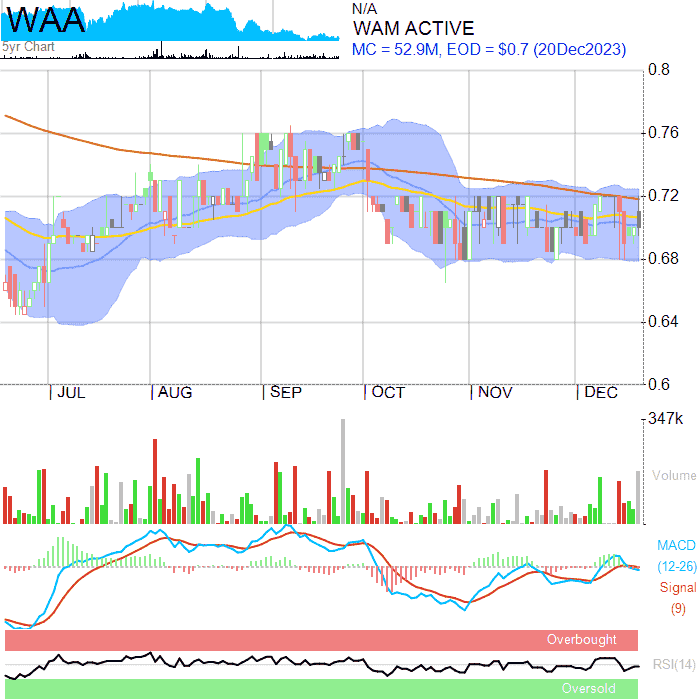 WAA
5yr Chart
N/A
WAM ACTIVE
MC = 52.9M, EOD = $0.7 (20Dec2023)
0.8
0.76
0.72
0.68
0.64
0.6
JUL AUG SEP OCT NOV DEC
347k
Volume
MACD
(12-26)
Signal
(9)
Overbought
RSI(14)
Oversold